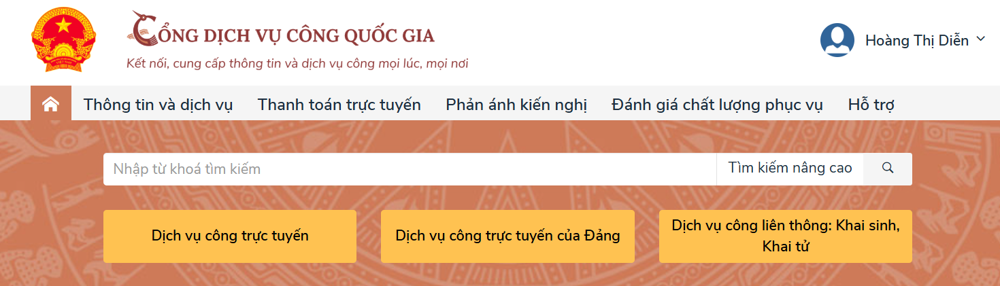 CỔNG DỊCH VỤ CÔNG QUỐC GIA
Kết nối, cung cấp thông tin và dịch vụ công mọi lúc, mọi nơi
Hoàng Thị Diễn
Thông tin và dịch vụ
Thanh toán trực tuyến
Phản ánh kiến nghị
Đánh giá chất lượng phục vụ
Hỗ trợ
Nhập từ khoá tìm kiếm
Tìm kiếm nâng cao
Dịch vụ công trực tuyến
Dịch vụ công trực tuyến của Đảng
Dịch vụ công liên thông: Khai sinh,
Khai tử